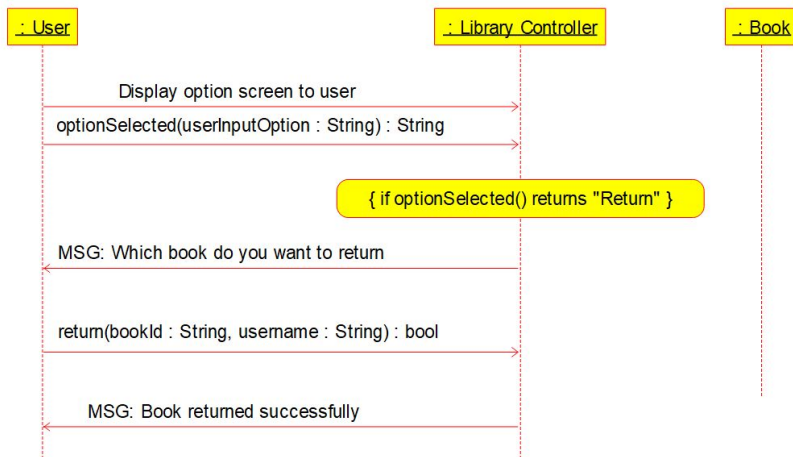 : User
: Library Controller
: Book
Display option screen to user
optionSelected(userInputOption : String) : String
{ if optionSelected() returns "Return" }
MSG: Which book do you want to return
return(bookId : String, username : String) : bool
MSG: Book returned successfully